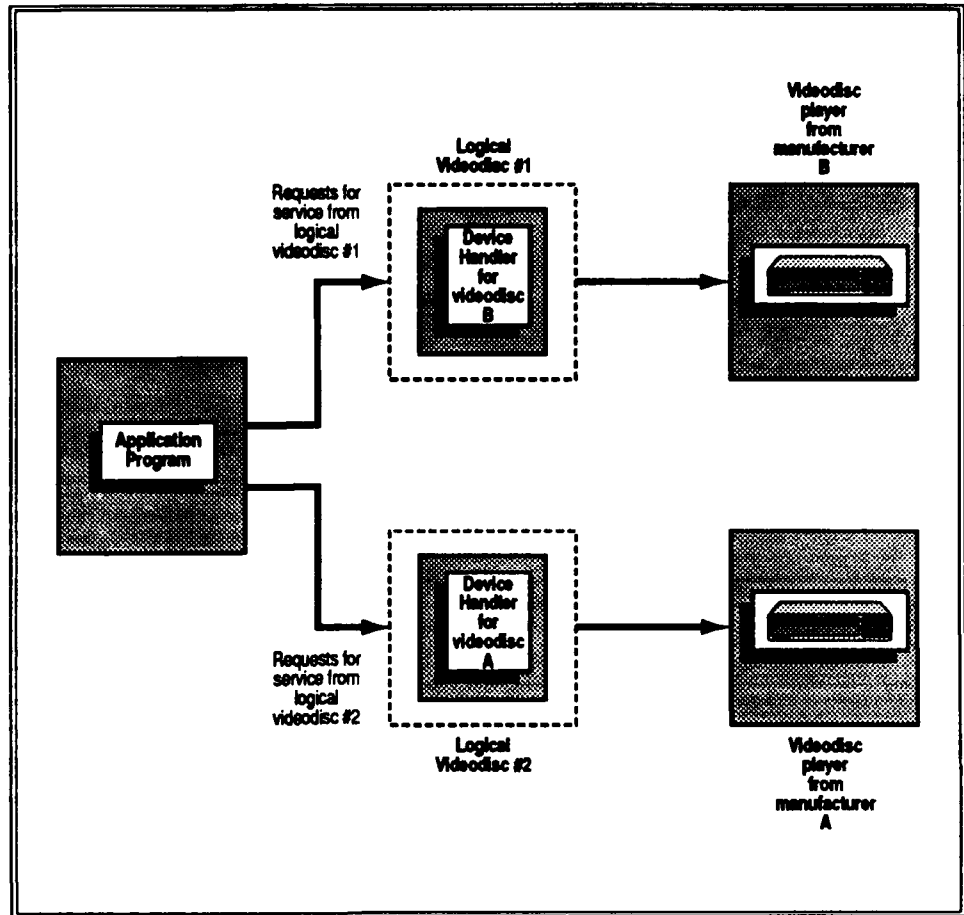 Videodisc
player
from
manufacturer
B
Logical
Videodisc #1
Requests for
service from
logical
videodisc #1
Device
Handler
for
videodisc
B
Application
Program
Device
Handler
for
videodisc
A
Requests for
service from
logical
videodisc #2
Logical
Videodisc #2
Videodisc
player
from
manufacturer
A